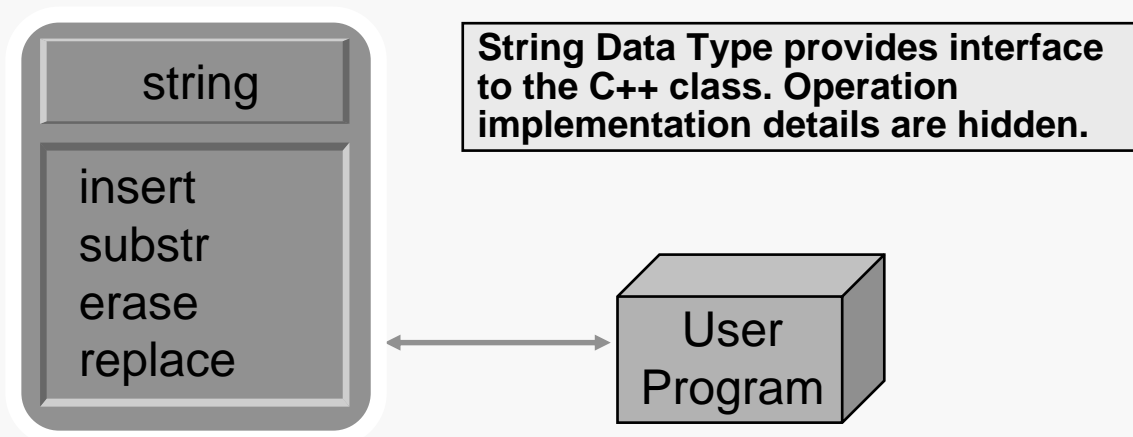 string
insert
substr
erase
replace
String Data Type provides interface
to the C++ class. Operation
implementation details are hidden.
User
Program